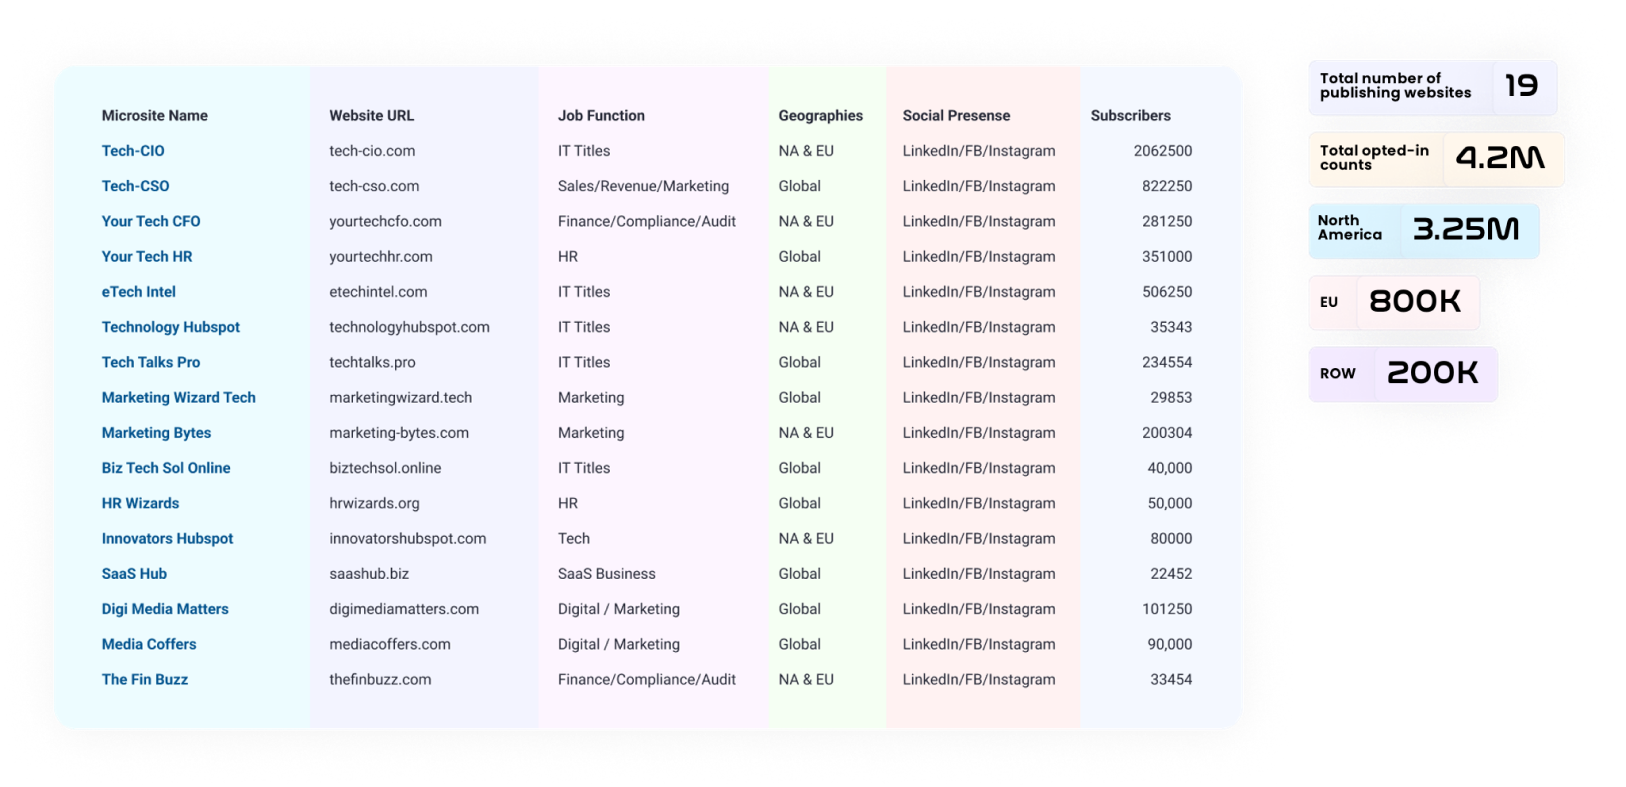 Microsite Name Website URL Job Function Geographies Social Presense Subscribers
Tech-CIO tech-cio.com IT Titles NA & EU LinkedIn/FB/Instagram 2062500
Tech-CSO tech-cso.com Sales/Revenue/Marketing Global LinkedIn/FB/Instagram 822250
Your Tech CFO yourtechcfo.com Finance/Compliance/Audit NA & EU LinkedIn/FB/Instagram 281250
Your Tech HR yourtechhr.com HR Global LinkedIn/FB/Instagram 351000
eTech Intel etechintel.com IT Titles NA & EU LinkedIn/FB/Instagram 506250
Technology Hubspot technologyhubspot.com IT Titles NA & EU LinkedIn/FB/Instagram 35343
Tech Talks Pro techtalks.pro IT Titles Global LinkedIn/FB/Instagram 234554
Marketing Wizard Tech marketingwizard.tech Marketing Global LinkedIn/FB/Instagram 29853
Marketing Bytes marketing-bytes.com Marketing NA & EU LinkedIn/FB/Instagram 200304
Biz Tech Sol Online biztechsol.online IT Titles Global LinkedIn/FB/Instagram 40,000
HR Wizards hrwizards.org HR Global LinkedIn/FB/Instagram 50,000
Innovators Hubspot innovatorshubspot.com Tech NA & EU LinkedIn/FB/Instagram 80000
SaaS Hub saashub.biz SaaS Business Global LinkedIn/FB/Instagram 22452
Digi Media Matters digimediamatters.com Digital / Marketing Global LinkedIn/FB/Instagram 101250
Media Coffers mediacoffers.com Digital / Marketing Global LinkedIn/FB/Instagram 90,000
The Fin Buzz thefinbuzz.com Finance/Compliance/Audit NA & EU LinkedIn/FB/Instagram 33454
Total number of
publishing websites 19
Total opted-in
counts 4.2M
North
America 3.25M
EU 800K
ROW 200K